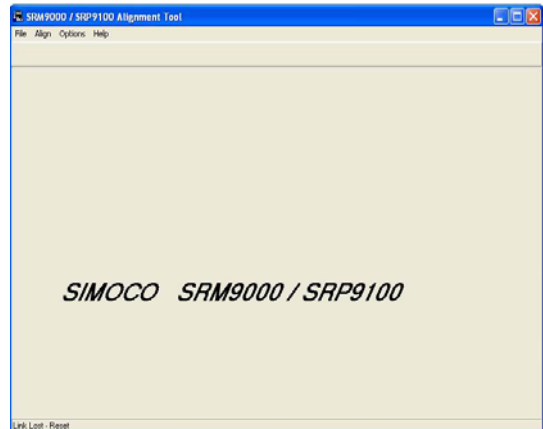 SRM9000 / SRP9100 Alignment Tool
File Align Options Help
SIMOCO SRM9000 / SRP9100
Link Lost - Reset